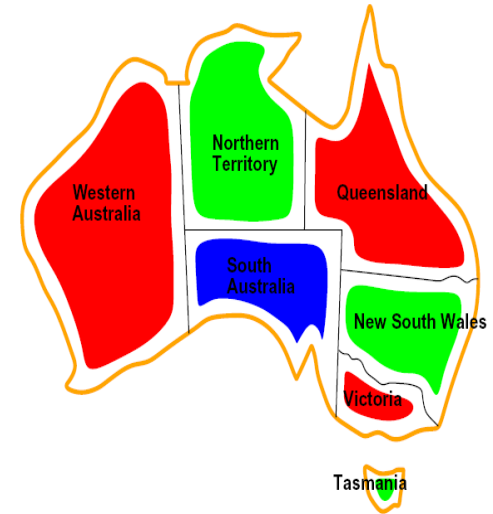 Northern
Territory
Western
Australia
Queensland
South
Australia
New South Wales
Victoria
Tasmania